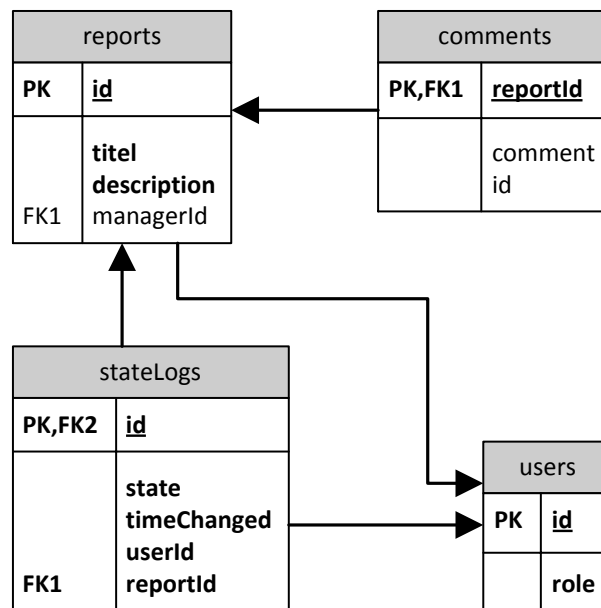 reports
PK id
titel
description
FK1 managerId
comments
PK,FK1 reportId
comment
id
stateLogs
PK,FK2 id
state
timeChanged
userId
FK1 reportId
users
PK id
role